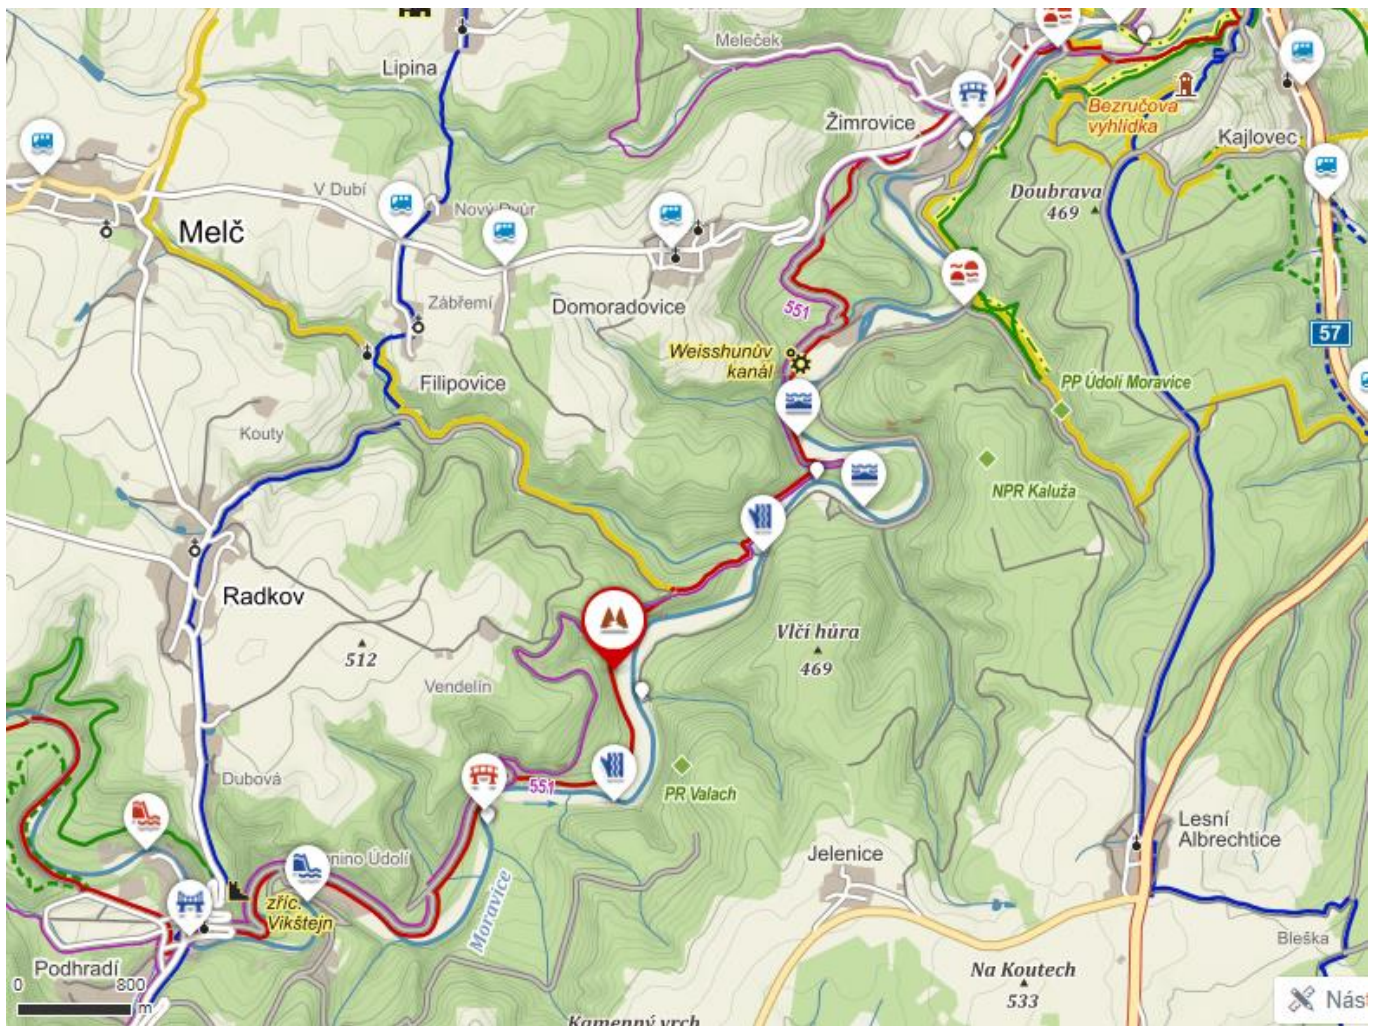 Meleček
Lipina
Žimrovice
Bezručova
vyhlídka
Kajlovec
V Dubí
Doubrava
469
Nový Dvůr
Melč
Zábřemí
Domoradovice
551
57
Weisshunův
kanál
Filipovice
PP Údolí Moravice
Kouty
NPR Kaluža
Radkov
Vlčí hůra
469
512
Vendelín
Dubová
551
PR Valach
Lesní
Albrechtice
Jelenice
zříc.
Vikštejn
Moravice
Bleška
Podhradí
Na Koutech
533
0
800
m
Kamenný vrch